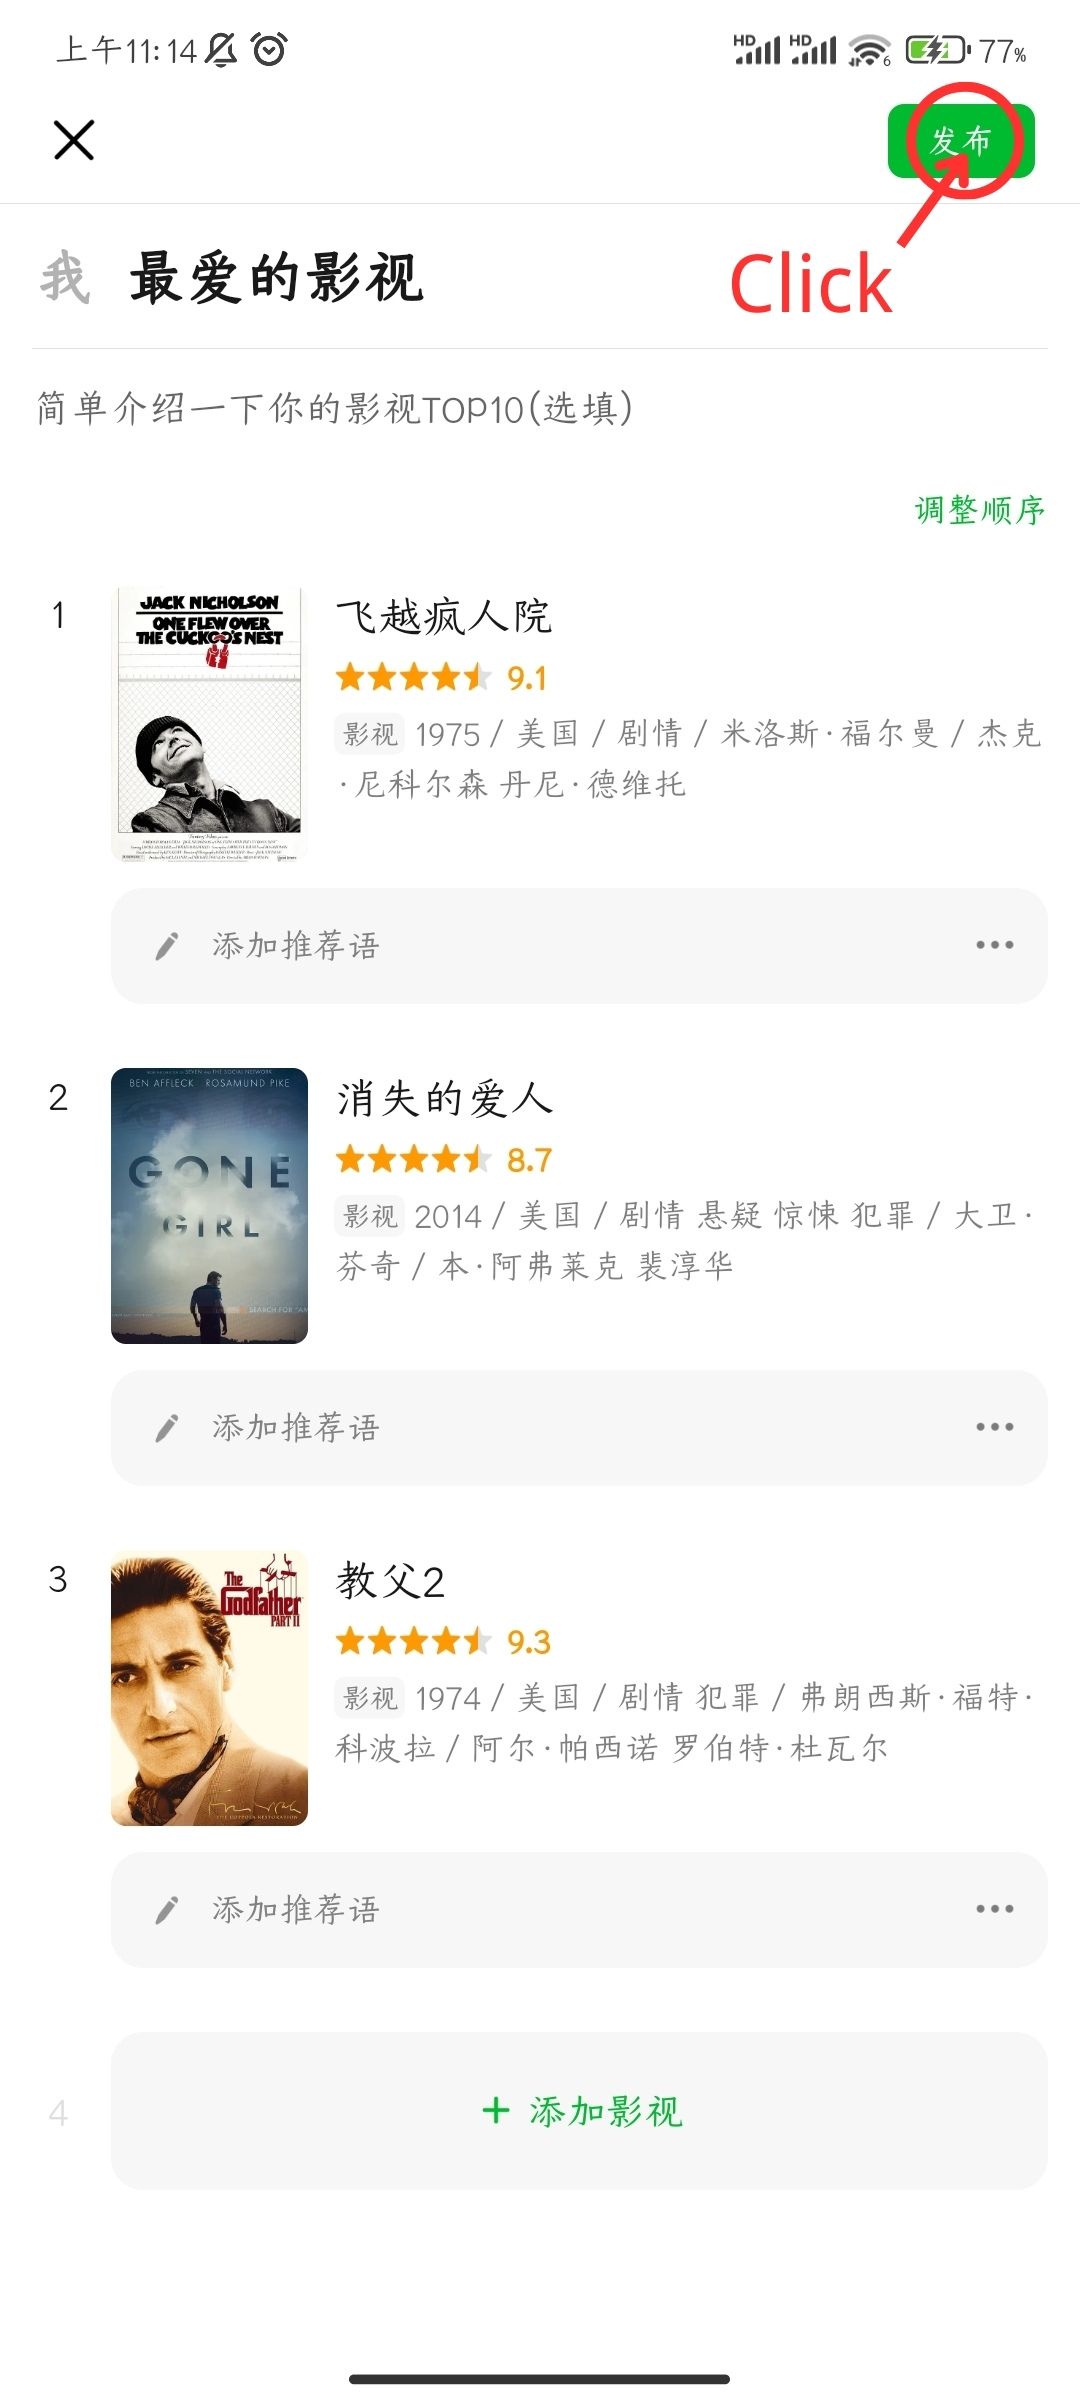 上午11:14 HD HD 6 77%
发布
Click
我 最爱的影视
简单介绍一下你的影视TOP10(选填)
调整顺序
1
JACK NICHOLSON
ONE FLEW OVER
THE CUCKOO'S NEST
飞越疯人院
9.1
影视 1975 / 美国 / 剧情 / 米洛斯·福尔曼 / 杰克
·尼科尔森 丹尼·德维托
添加推荐语
2
BEN AFFLECK ROSAMUND PIKE
GONE
GIRL
消失的爱人
8.7
影视 2014 / 美国 / 剧情 悬疑 惊悚 犯罪 / 大卫·
芬奇 / 本·阿弗莱克 裴淳华
添加推荐语
3
The
Godfather
PART II
教父2
9.3
影视 1974 / 美国 / 剧情 犯罪 / 弗朗西斯·福特·
科波拉 / 阿尔·帕西诺 罗伯特·杜瓦尔
添加推荐语
4
+ 添加影视